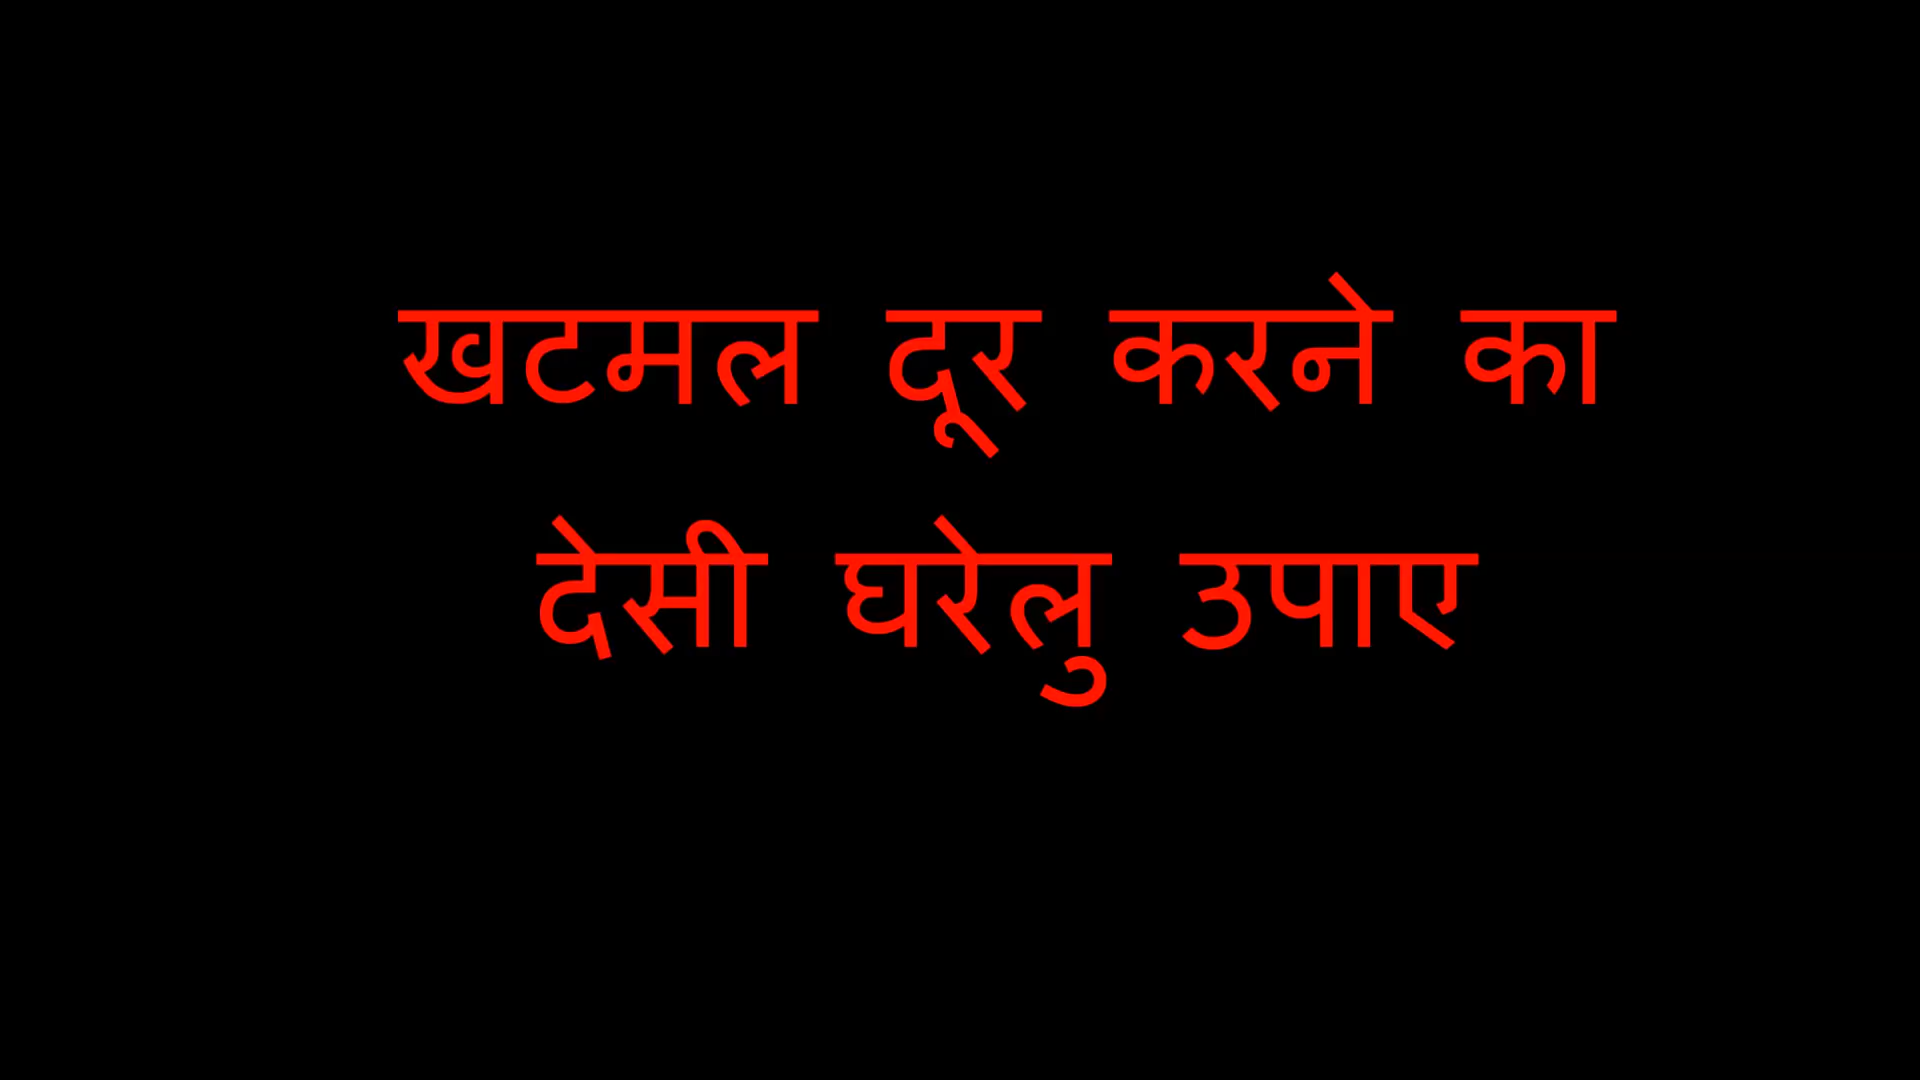 खटमल दूर करने का
देसी घरेलु उपाए